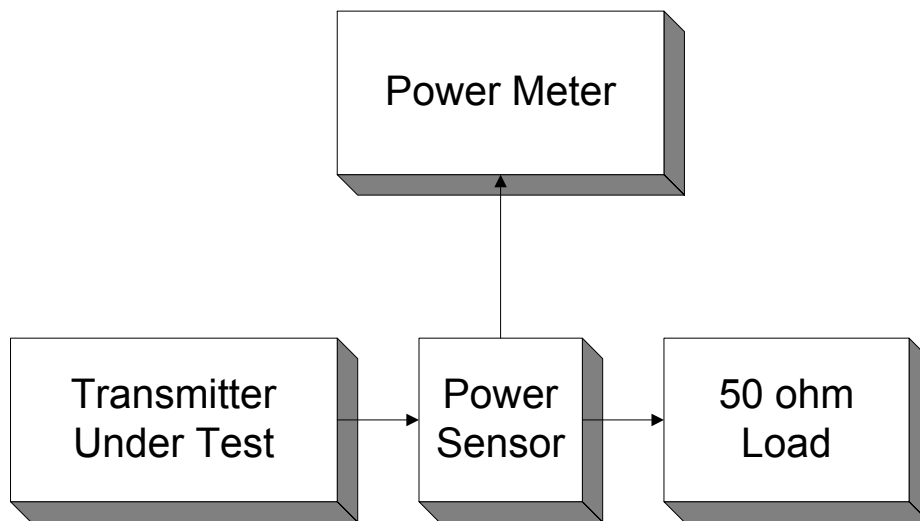 Power Meter
Transmitter
Under Test
Power
Sensor
50 ohm
Load